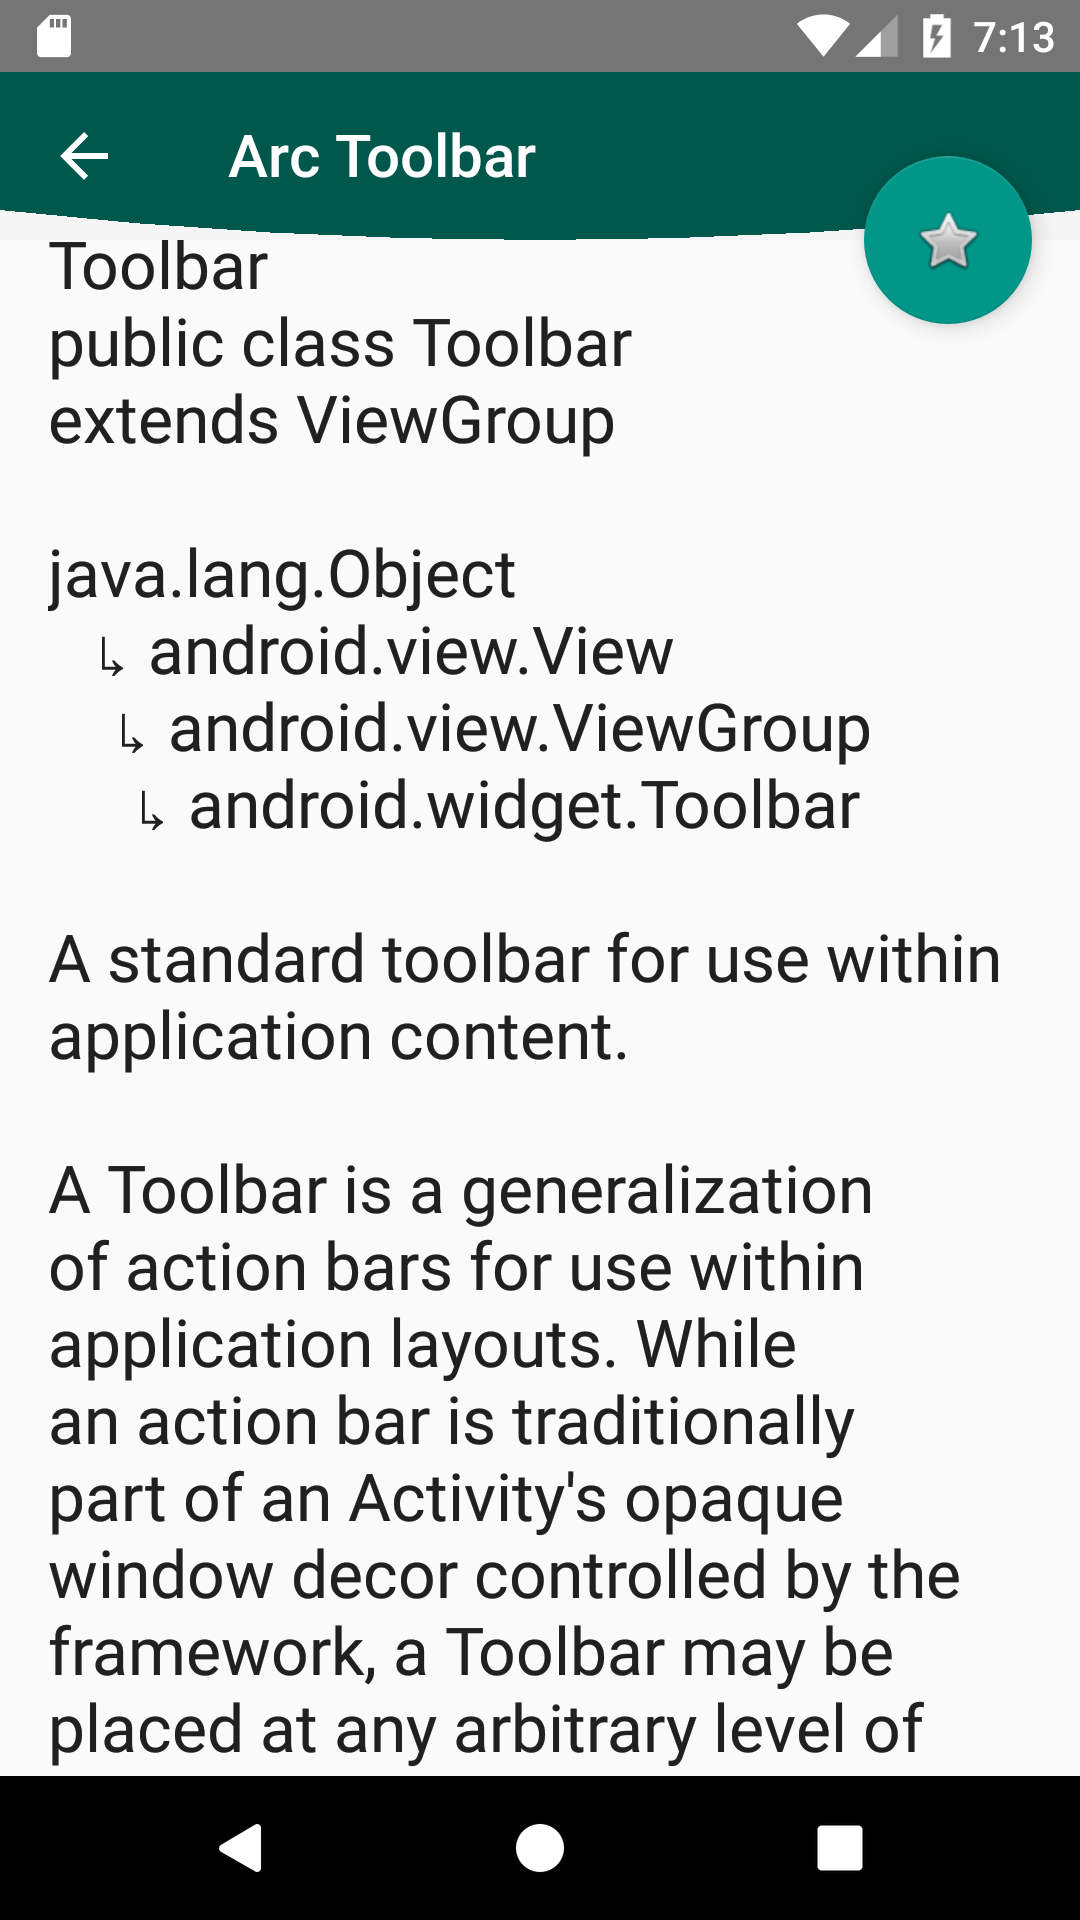 7:13
Arc Toolbar
Toolbar
public class Toolbar
extends ViewGroup
java.lang.Object
↳ android.view.View
↳ android.view.ViewGroup
↳ android.widget.Toolbar
A standard toolbar for use within
application content.
A Toolbar is a generalization
of action bars for use within
application layouts. While
an action bar is traditionally
part of an Activity's opaque
window decor controlled by the
framework, a Toolbar may be
placed at any arbitrary level of